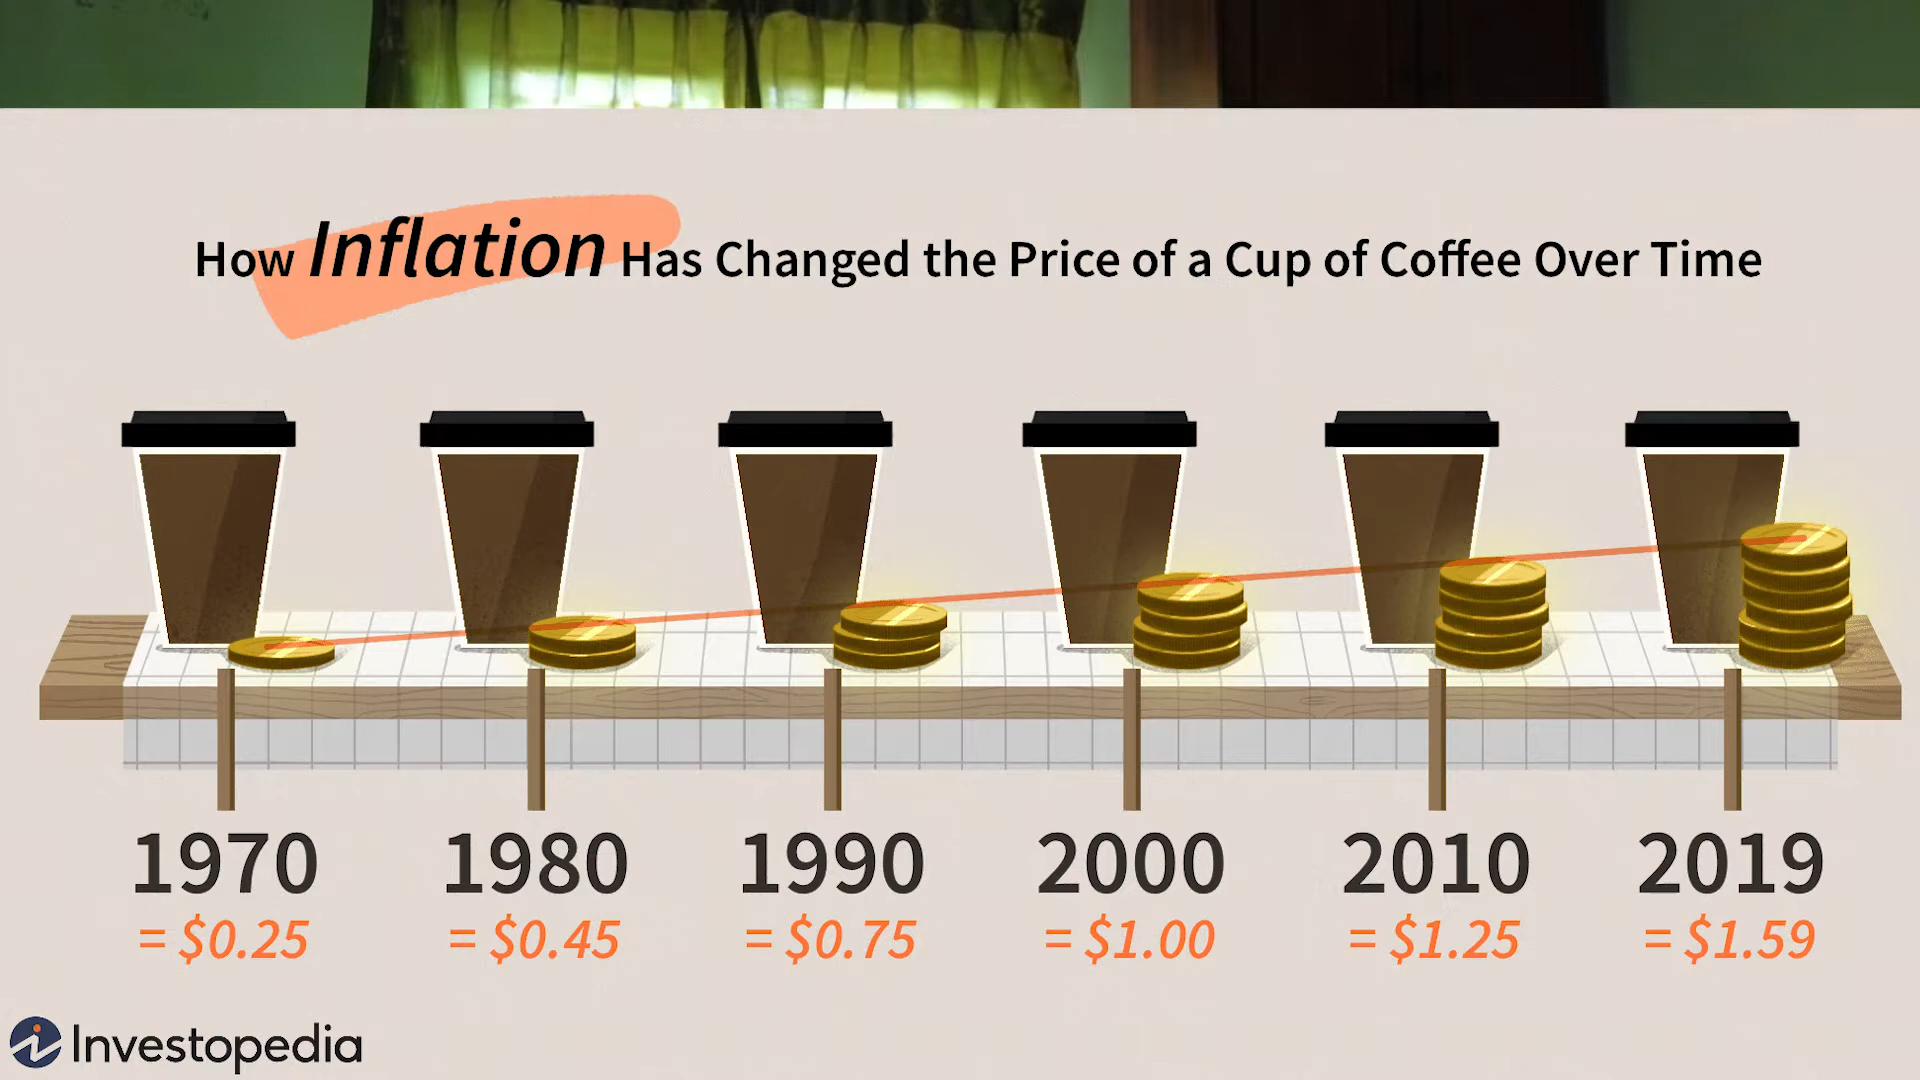 How Inflation Has Changed the Price of a Cup of Coffee Over Time
1970 1980 1990 2000 2010 2019
= $0.25 = $0.45 = $0.75 = $1.00 = $1.25 = $1.59
Investopedia